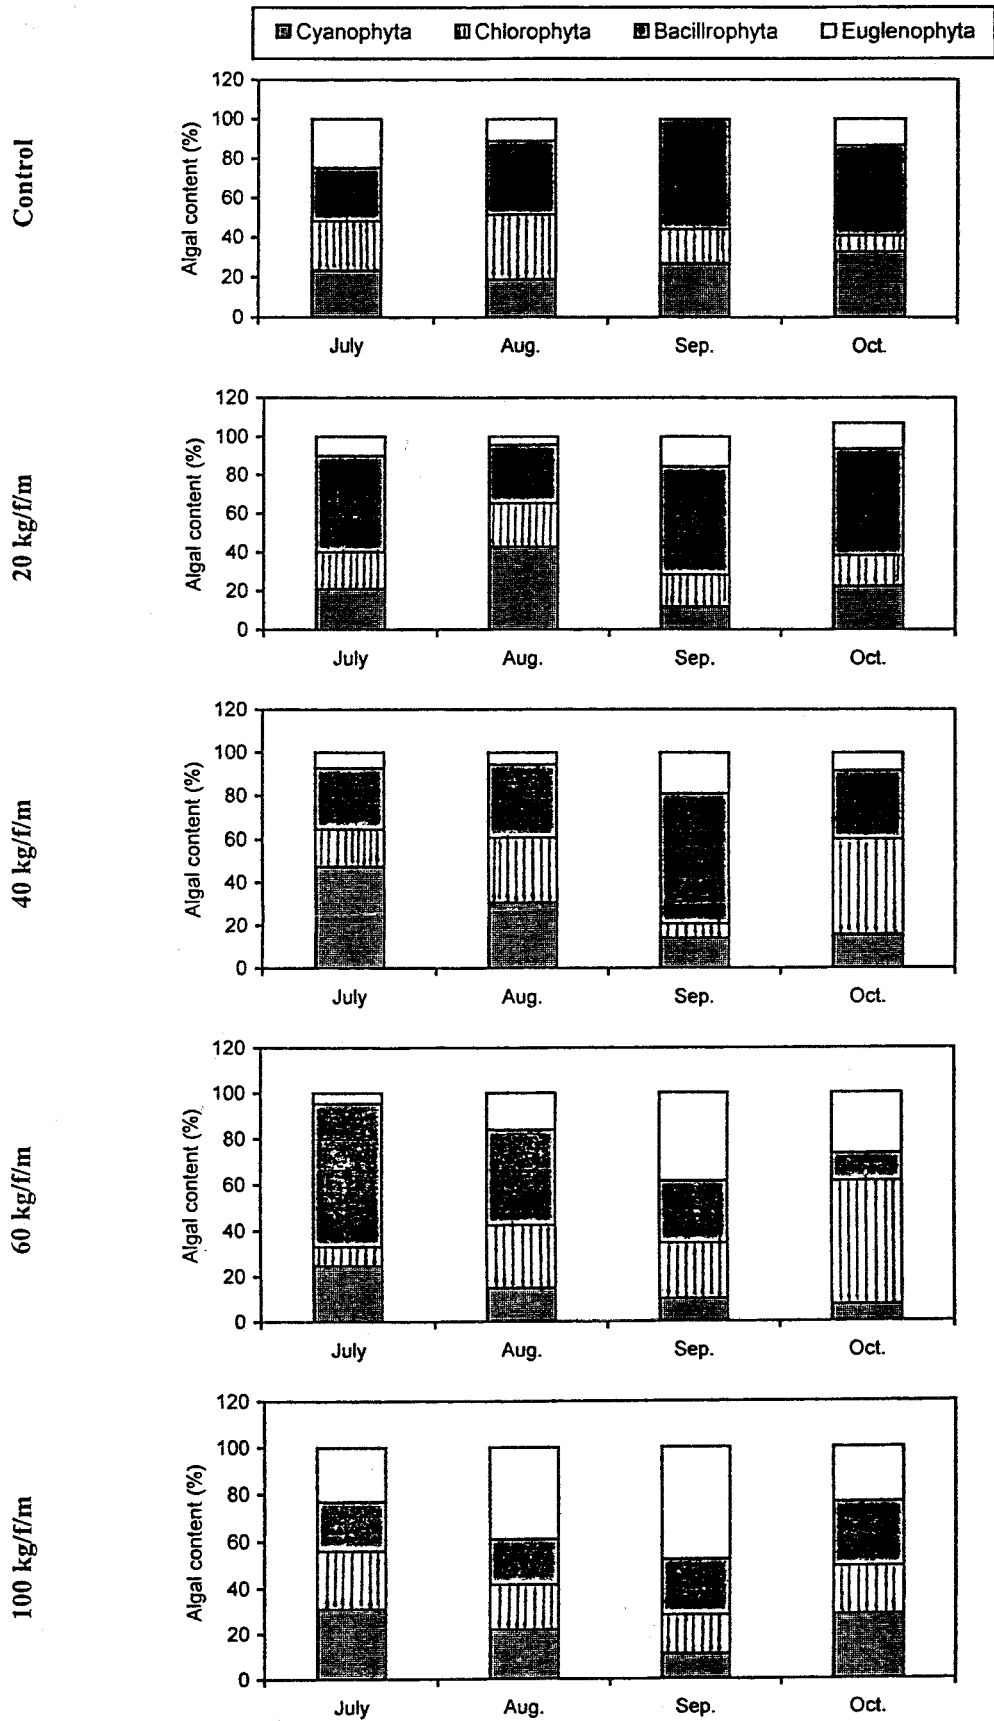 Cyanophyta Chlorophyta Bacillrophyta Euglenophyta
Control
Algal content (%)
120
100
80
60
40
20
0
July Aug. Sep. Oct.
20 kg/f/m
Algal content (%)
120
100
80
60
40
20
0
July Aug. Sep. Oct.
40 kg/f/m
Algal content (%)
120
100
80
60
40
20
0
July Aug. Sep. Oct.
60 kg/f/m
Algal content (%)
120
100
80
60
40
20
0
July Aug. Sep. Oct.
100 kg/f/m
Algal content (%)
120
100
80
60
40
20
0
July Aug. Sep. Oct.